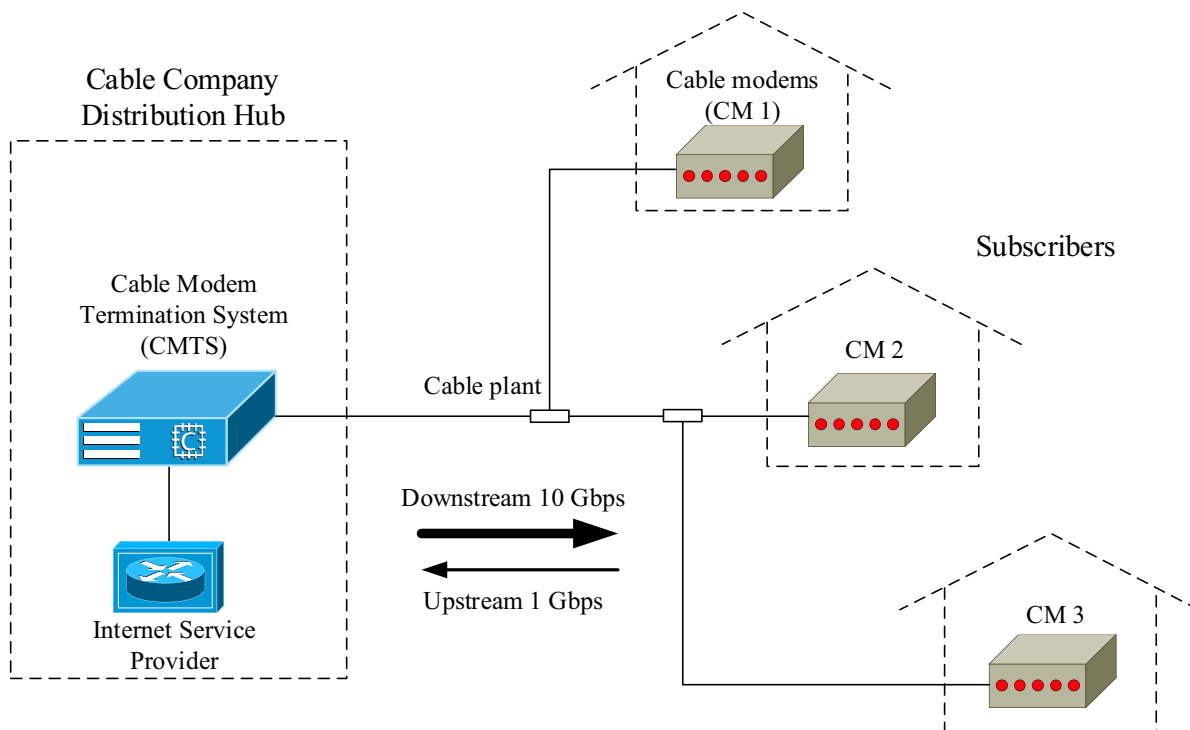 Cable Company
Distribution Hub
Cable modems
(CM 1)
Subscribers
Cable Modem
Termination System
(CMTS)
CM 2
Cable plant
C
Downstream 10 Gbps
Upstream 1 Gbps
Internet Service
Provider
CM 3